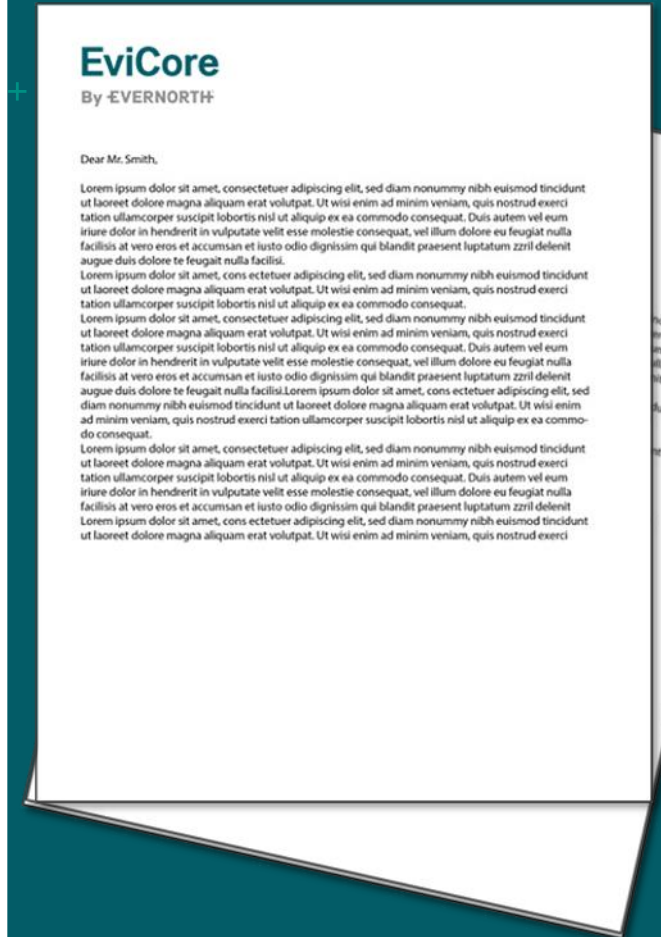 EviCore
By EVERNORTH
Dear Mr. Smith,
Lorem ipsum dolor sit amet, consectetuer adipiscing elit, sed diam nonummy nibh euismod tincidunt
ut laoreet dolore magna aliquam erat volutpat. Ut wisi enim ad minim veniam, quis nostrud exerci
tation ullamcorper suscipit lobortis nisl ut aliquip ex ea commodo consequat. Duis autem vel eum
iriure dolor in hendrerit in vulputate velit esse molestie consequat, vel illum dolore eu feugiat nulla
facilisis at vero eros et accumsan et iusto odio dignissim qui blandit praesent luptatum zzril delenit
augue duis dolore te feugait nulla facilisi.
Lorem ipsum dolor sit amet, cons ectetuer adipiscing elit, sed diam nonummy nibh euismod tincidunt
ut laoreet dolore magna aliquam erat volutpat. Ut wisi enim ad minim veniam, quis nostrud exerci
tation ullamcorper suscipit lobortis nisl ut aliquip ex ea commodo consequat.
Lorem ipsum dolor sit amet, consectetuer adipiscing elit, sed diam nonummy nibh euismod tincidunt
ut laoreet dolore magna aliquam erat volutpat. Ut wisi enim ad minim veniam, quis nostrud exerci
tation ullamcorper suscipit lobortis nisl ut aliquip ex ea commodo consequat. Duis autem vel eum
iriure dolor in hendrerit in vulputate velit esse molestie consequat, vel illum dolore eu feugiat nulla
facilisis at vero eros et accumsan et iusto odio dignissim qui blandit praesent luptatum zzril delenit
augue duis dolore te feugait nulla facilisi.Lorem ipsum dolor sit amet, cons ectetuer adipiscing elit, sed
diam nonummy nibh euismod tincidunt ut laoreet dolore magna aliquam erat volutpat. Ut wisi enim
ad minim veniam, quis nostrud exerci tation ullamcorper suscipit lobortis nisl ut aliquip ex ea commo-
do consequat.
Lorem ipsum dolor sit amet, consectetuer adipiscing elit, sed diam nonummy nibh euismod tincidunt
ut laoreet dolore magna aliquam erat volutpat. Ut wisi enim ad minim veniam, quis nostrud exerci
tation ullamcorper suscipit lobortis nisl ut aliquip ex ea commodo consequat. Duis autem vel eum
iriure dolor in hendrerit in vulputate velit esse molestie consequat, vel illum dolore eu feugiat nulla
facilisis at vero eros et accumsan et iusto odio dignissim qui blandit praesent luptatum zzril delenit
Lorem ipsum dolor sit amet, cons ectetuer adipiscing elit, sed diam nonummy nibh euismod tincidunt
ut laoreet dolore magna aliquam erat volutpat. Ut wisi enim ad minim veniam, quis nostrud exerci